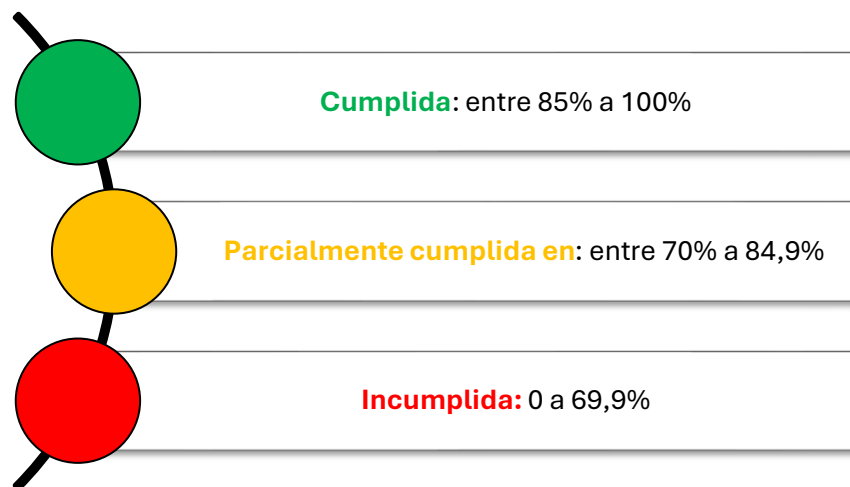 Cumplida: entre 85% a 100%
Parcialmente cumplida en: entre 70% a 84,9%
Incumplida: 0 a 69,9%